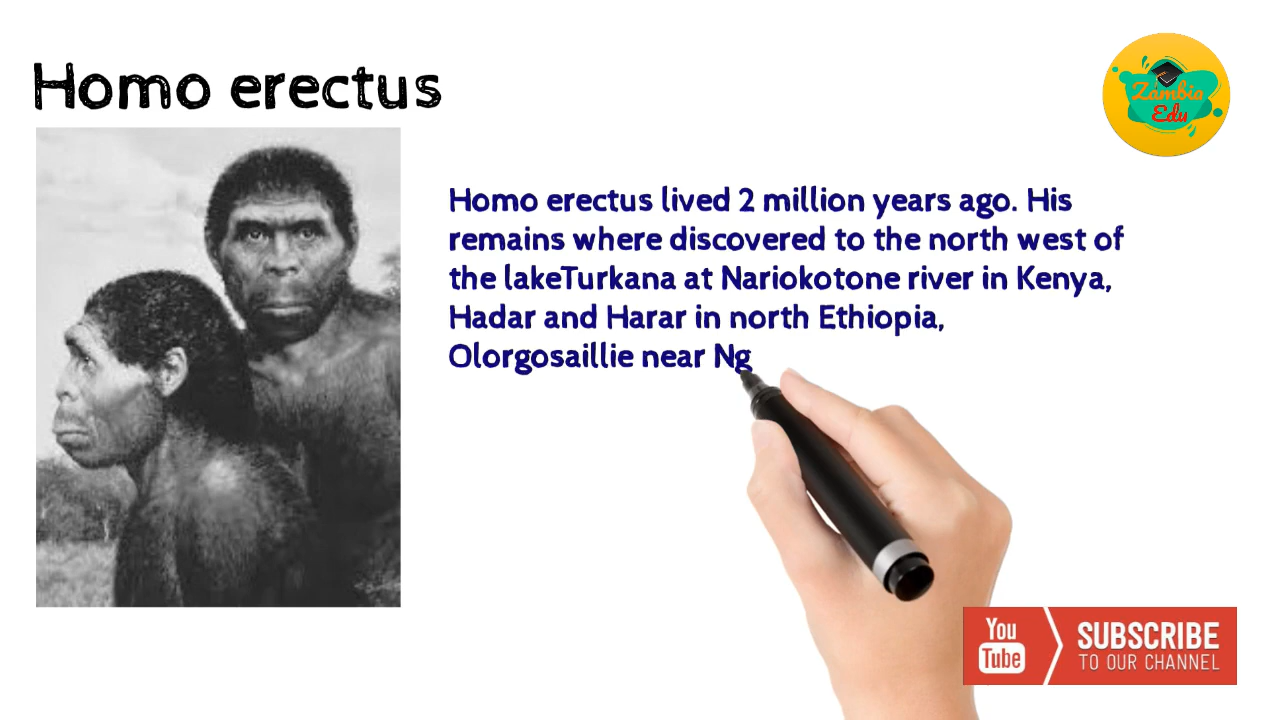 Homo erectus
Zambia
Edu
Homo erectus lived 2 million years ago. His
remains where discovered to the north west of
the lakeTurkana at Nariokotone river in Kenya,
Hadar and Harar in north Ethiopia,
Olorgosaillie near Ng
You
Tube
SUBSCRIBE
TO OUR CHANNEL